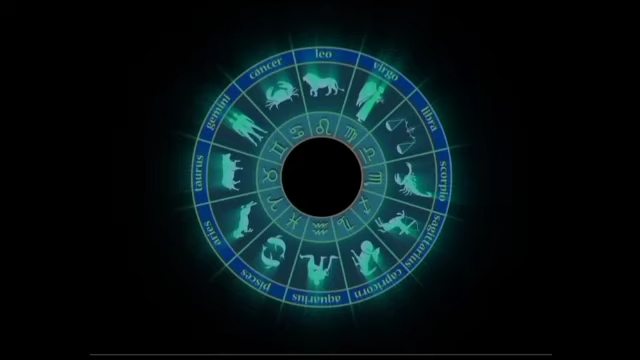 leo
virgo
libra
scorpio
sagittarius
capricorn
aquarius
pisces
aries
taurus
gemini
cancer